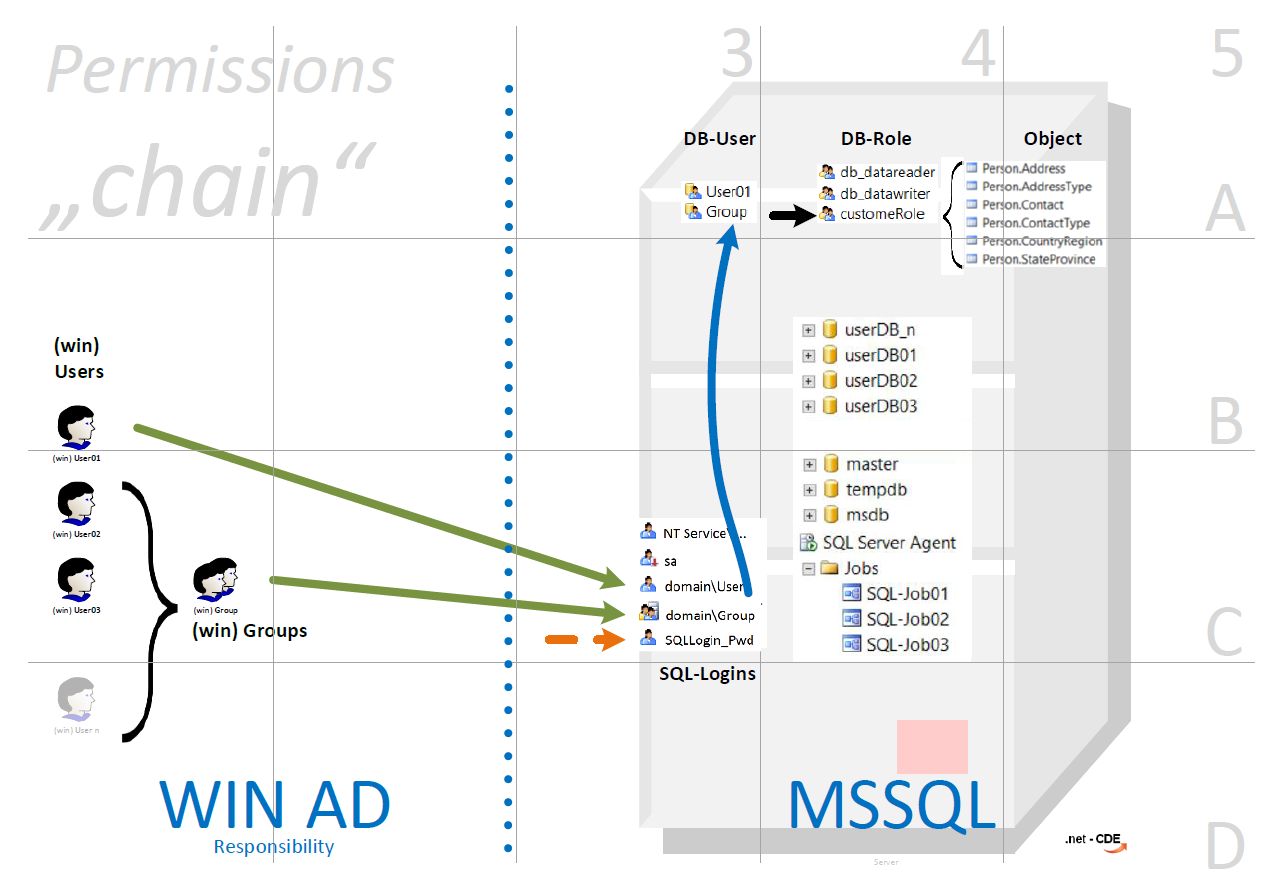 Permissions
„chain“
3
4
5
A
B
C
D
DB-User
User01
Group
DB-Role
db_datareader
db_datawriter
customeRole
Object
Person.Address
Person.AddressType
Person.Contact
Person.ContactType
Person.CountryRegion
Person.StateProvince
(win)
Users
(win) User01
(win) User02
(win) User03
(win) User n
(win) Group
(win) Groups
userDB_n
userDB01
userDB02
userDB03
master
tempdb
msdb
SQL Server Agent
Jobs
SQL-Job01
SQL-Job02
SQL-Job03
NT Service\...
sa
domain\User
domain\Group
SQLLogin_Pwd
SQL-Logins
WIN AD
Responsibility
MSSQL
.net - CDE
Server